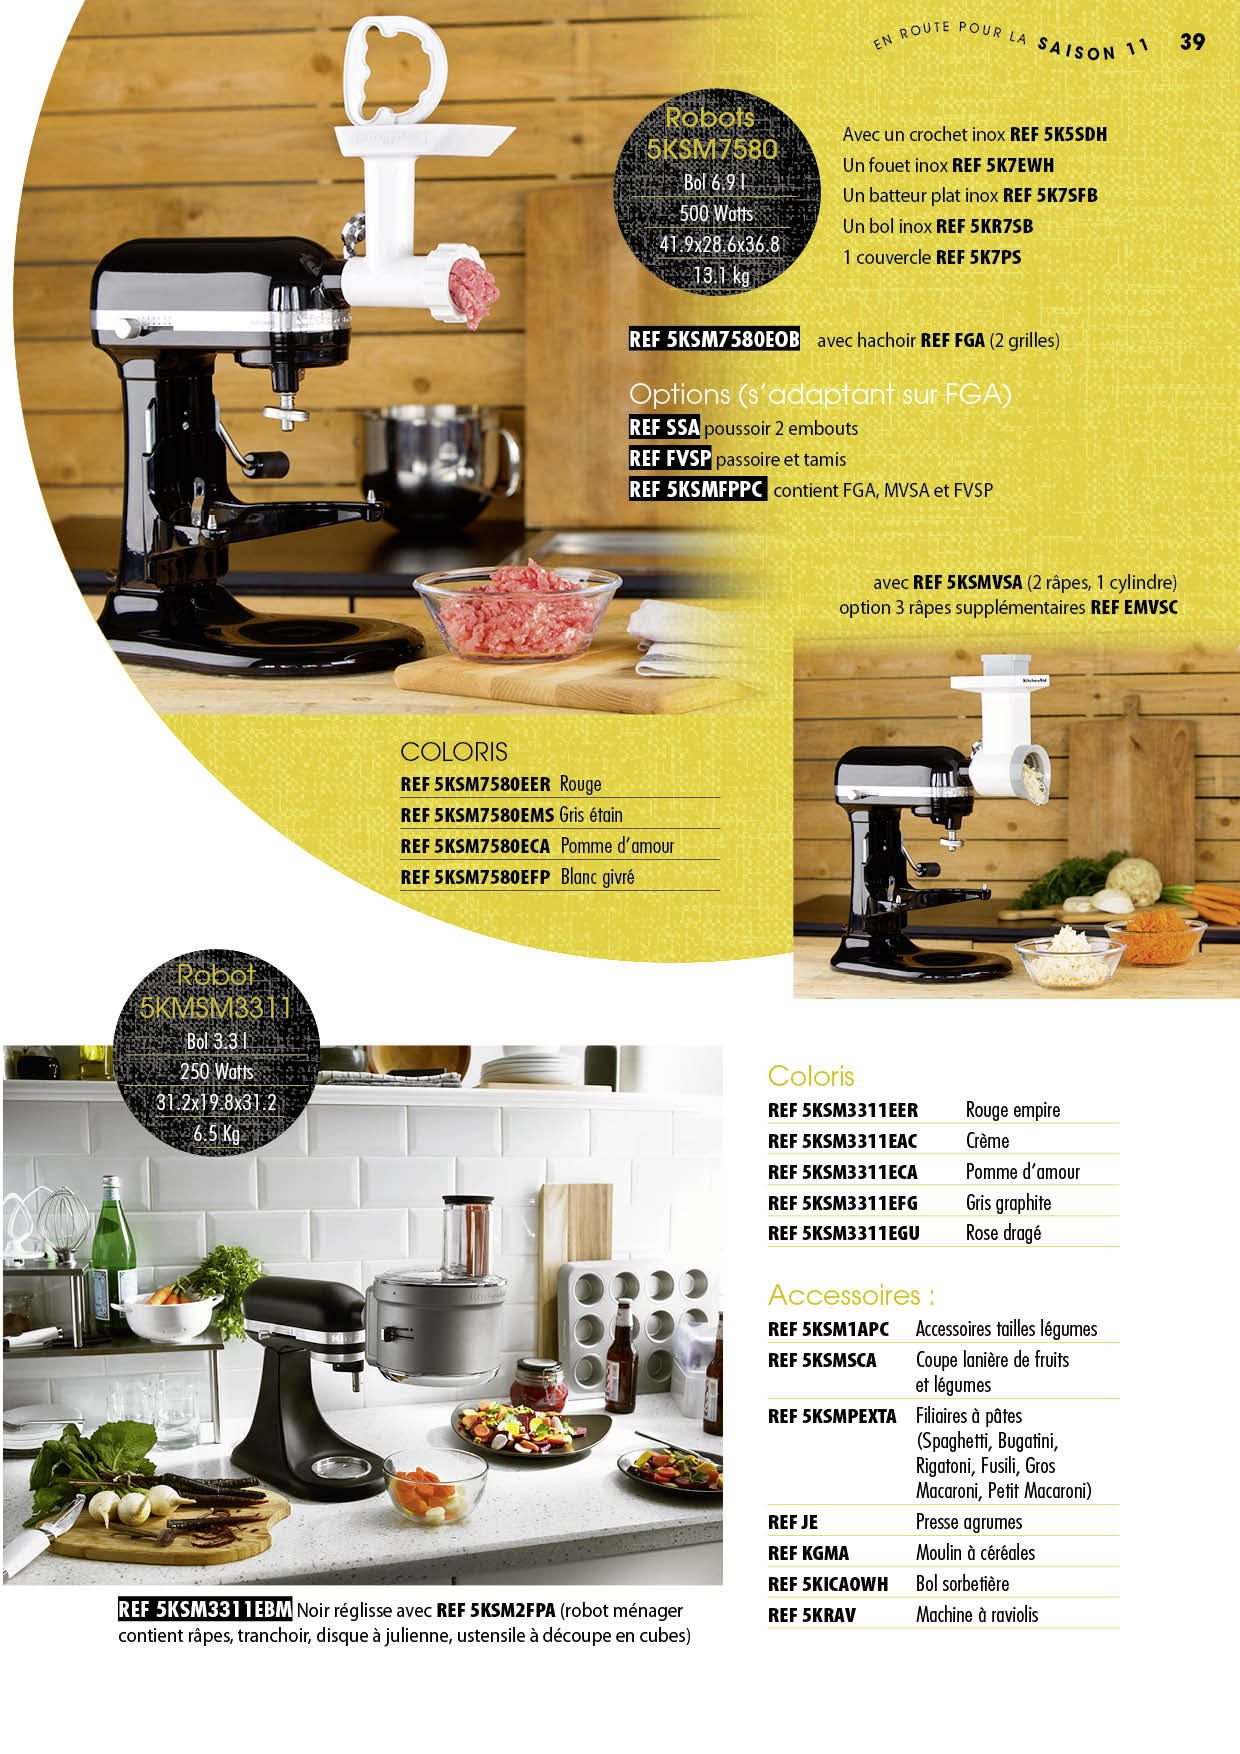 EN ROUTE POUR LA SAISON 11 39
Robots
5KSM7580
Bol 6.9 l
500 Watts
41.9x28.6x36.8
13.1 kg
Avec un crochet inox REF 5K5SDH
Un fouet inox REF 5K7EWH
Un batteur plat inox REF 5K7SFB
Un bol inox REF 5KR7SB
1 couvercle REF 5K7PS
REF 5KSM7580EOB avec hachoir REF FGA (2 grilles)
Options (s’adaptant sur FGA)
REF SSA poussoir 2 embouts
REF FVSP passoire et tamis
REF 5KSMFPPC contient FGA, MVSA et FVSP
avec REF 5KSMVSA (2 râpes, 1 cylindre)
option 3 râpes supplémentaires REF EMVSC
KitchenAid
COLORIS
REF 5KSM7580EER Rouge
REF 5KSM7580EMS Gris étain
REF 5KSM7580ECA Pomme d’amour
REF 5KSM7580EFP Blanc givré
Robot
5KMSM3311
Bol 3.3 l
250 Watts
31.2x19.8x31.2
6.5 Kg
KitchenAid
REF 5KSM3311EBM Noir réglisse avec REF 5KSM2FPA (robot ménager
contient râpes, tranchoir, disque à julienne, ustensile à découpe en cubes)
Coloris
REF 5KSM3311EER Rouge empire
REF 5KSM3311EAC Crème
REF 5KSM3311ECA Pomme d’amour
REF 5KSM3311EFG Gris graphite
REF 5KSM3311EGU Rose dragé
Accessoires :
REF 5KSM1APC Accessoires tailles légumes
REF 5KSMSCA Coupe lanière de fruits
et légumes
REF 5KSMPEXTA Filiaires à pâtes
(Spaghetti, Bugatini,
Rigatoni, Fusili, Gros
Macaroni, Petit Macaroni)
REF JE Presse agrumes
REF KGMA Moulin à céréales
REF 5KICA0WH Bol sorbetière
REF 5KRAV Machine à raviolis